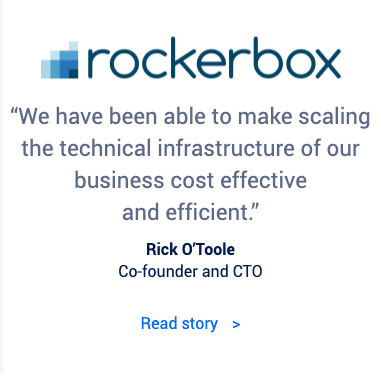 rockerbox
“We have been able to make scaling
the technical infrastructure of our
business cost effective
and efficient.”
Rick O’Toole
Co-founder and CTO
Read story >